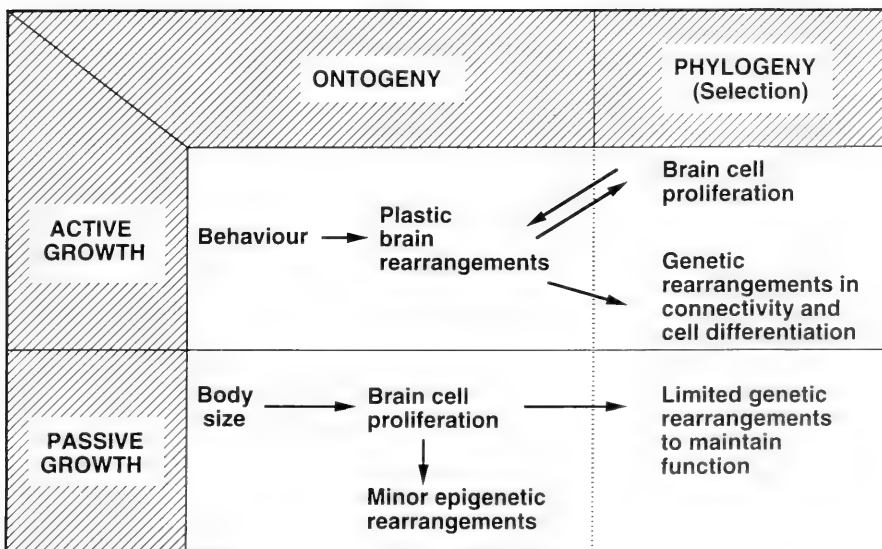 ONTOGENY
PHYLOGENY
(Selection)
ACTIVE
GROWTH
Behaviour
Plastic
brain
rearrangements
Brain cell
proliferation
Genetic
rearrangements in
connectivity and
cell differentiation
PASSIVE
GROWTH
Body
size
Brain cell
proliferation
Minor epigenetic
rearrangements
Limited genetic
rearrangements
to maintain
function